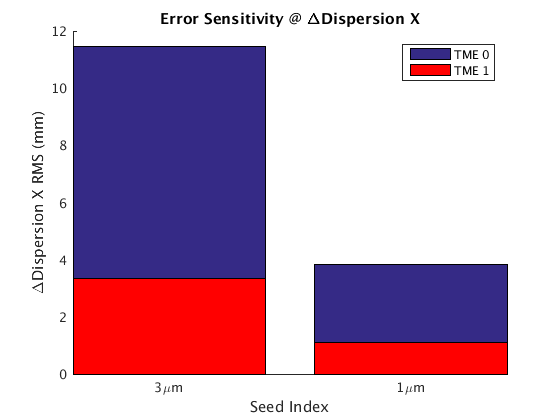 Error Sensitivity @ ΔDispersion X
TME 0
TME 1
ΔDispersion X RMS (mm)
12
10
8
6
4
2
0
3μm
1μm
Seed Index